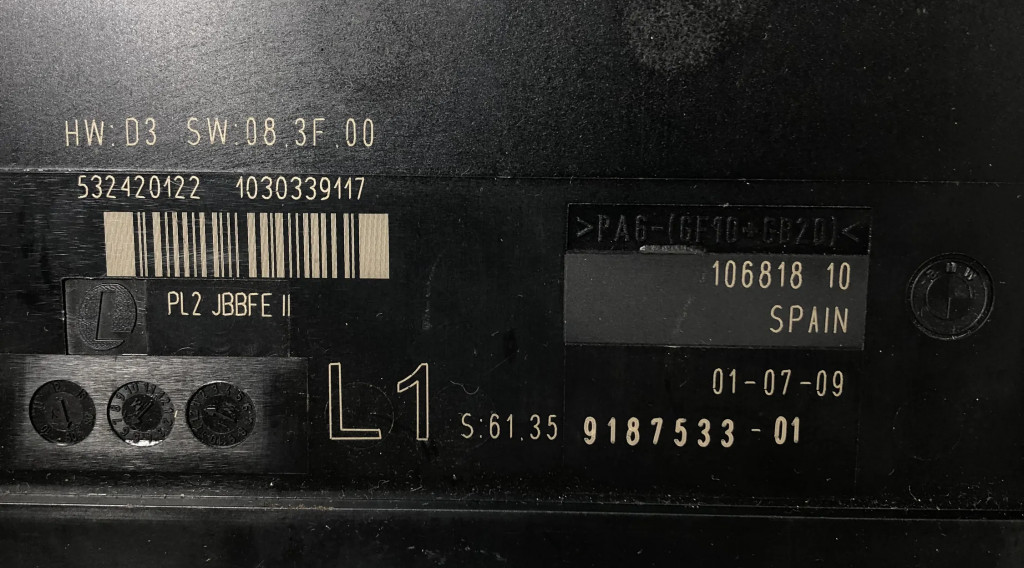 HW:D3 SW:08.3F.00
532420122 1030339117
PL2 JBBFE II
L1
>PA6-(GF10+GB20)<
106818 10
SPAIN
01-07-09
S:61.35 9187533-01